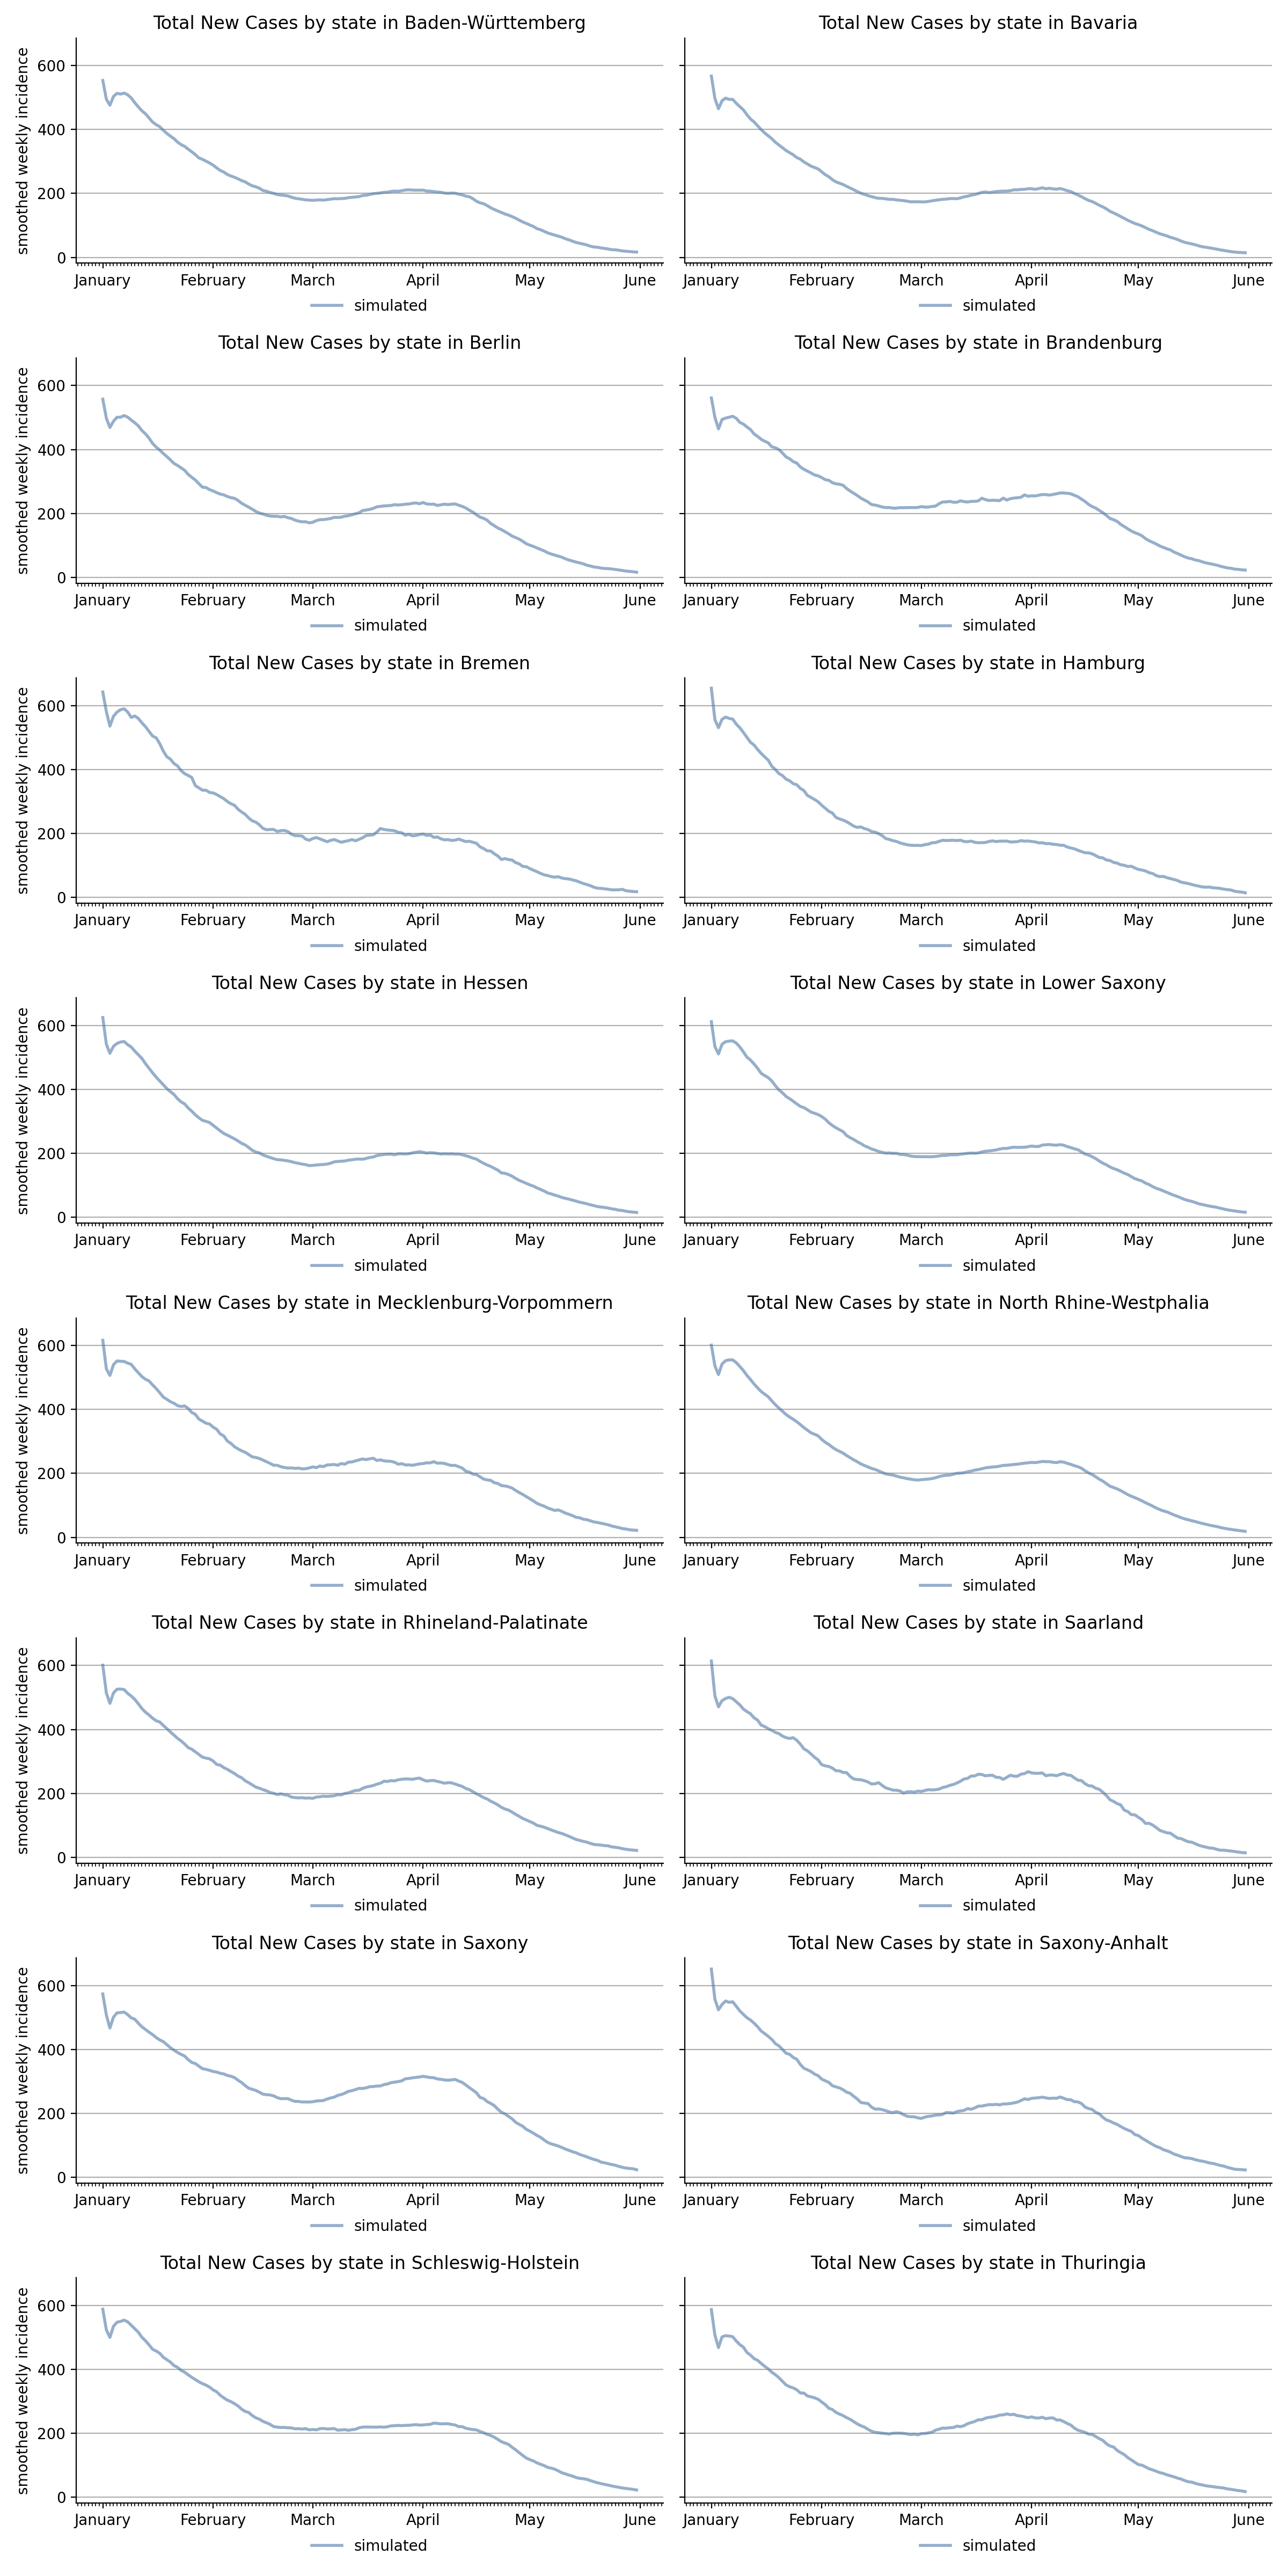 Total New Cases by state in Baden-Württemberg
smoothed weekly incidence
600
400
200
0
January February March April May June
simulated
Total New Cases by state in Bavaria
January February March April May June
simulated
Total New Cases by state in Berlin
smoothed weekly incidence
600
400
200
0
January February March April May June
simulated
Total New Cases by state in Brandenburg
January February March April May June
simulated
Total New Cases by state in Bremen
smoothed weekly incidence
600
400
200
0
January February March April May June
simulated
Total New Cases by state in Hamburg
January February March April May June
simulated
Total New Cases by state in Hessen
smoothed weekly incidence
600
400
200
0
January February March April May June
simulated
Total New Cases by state in Lower Saxony
January February March April May June
simulated
Total New Cases by state in Mecklenburg-Vorpommern
smoothed weekly incidence
600
400
200
0
January February March April May June
simulated
Total New Cases by state in North Rhine-Westphalia
January February March April May June
simulated
Total New Cases by state in Rhineland-Palatinate
smoothed weekly incidence
600
400
200
0
January February March April May June
simulated
Total New Cases by state in Saarland
January February March April May June
simulated
Total New Cases by state in Saxony
smoothed weekly incidence
600
400
200
0
January February March April May June
simulated
Total New Cases by state in Saxony-Anhalt
January February March April May June
simulated
Total New Cases by state in Schleswig-Holstein
smoothed weekly incidence
600
400
200
0
January February March April May June
simulated
Total New Cases by state in Thuringia
January February March April May June
simulated